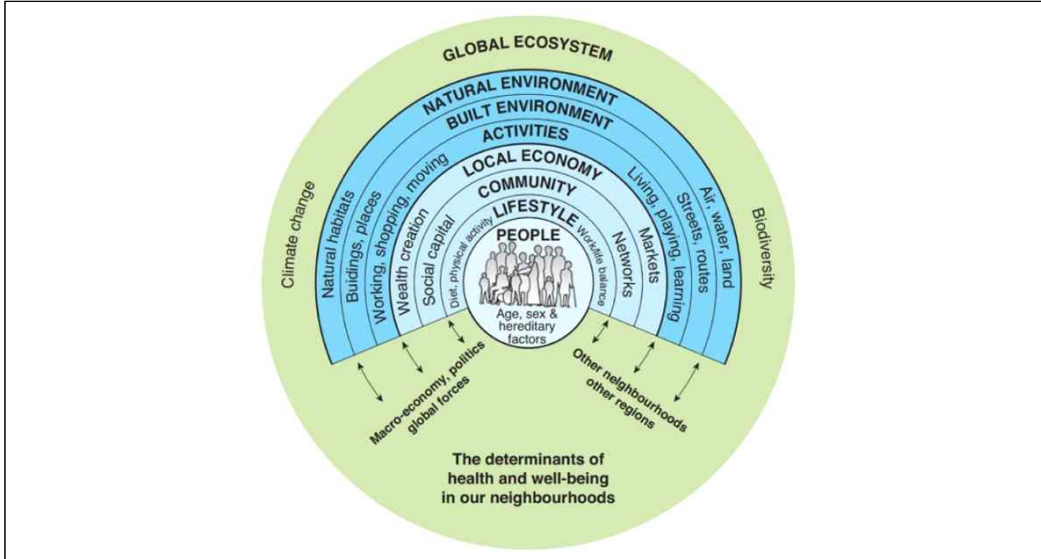 GLOBAL ECOSYSTEM
NATURAL ENVIRONMENT
BUILT ENVIRONMENT
ACTIVITIES
LOCAL ECONOMY
COMMUNITY
LIFESTYLE
PEOPLE
Climate change
Natural habitats
Buidings, places
Working, shopping, moving
Wealth creation
Social capital
Diet, physical activity
Work/life balance
Networks
Markets
Living, playing, learning
Streets, routes
Air, water, land
Biodiversity
Age, sex &
hereditary
factors
Macro-economy, politics
global forces
Other neighbourhoods
other regions
The determinants of
health and well-being
in our neighbourhoods